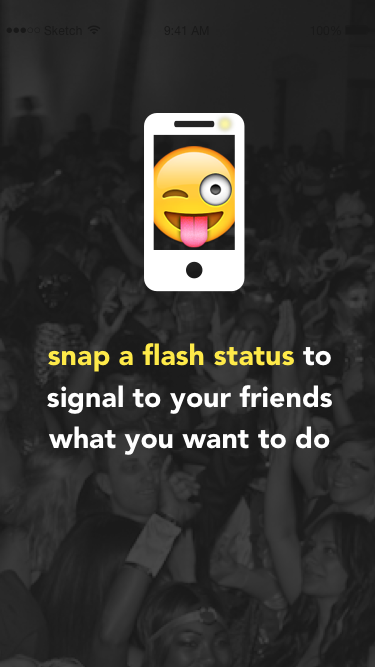 Sketch 9:41 AM 100%
snap a flash status to
signal to your friends
what you want to do